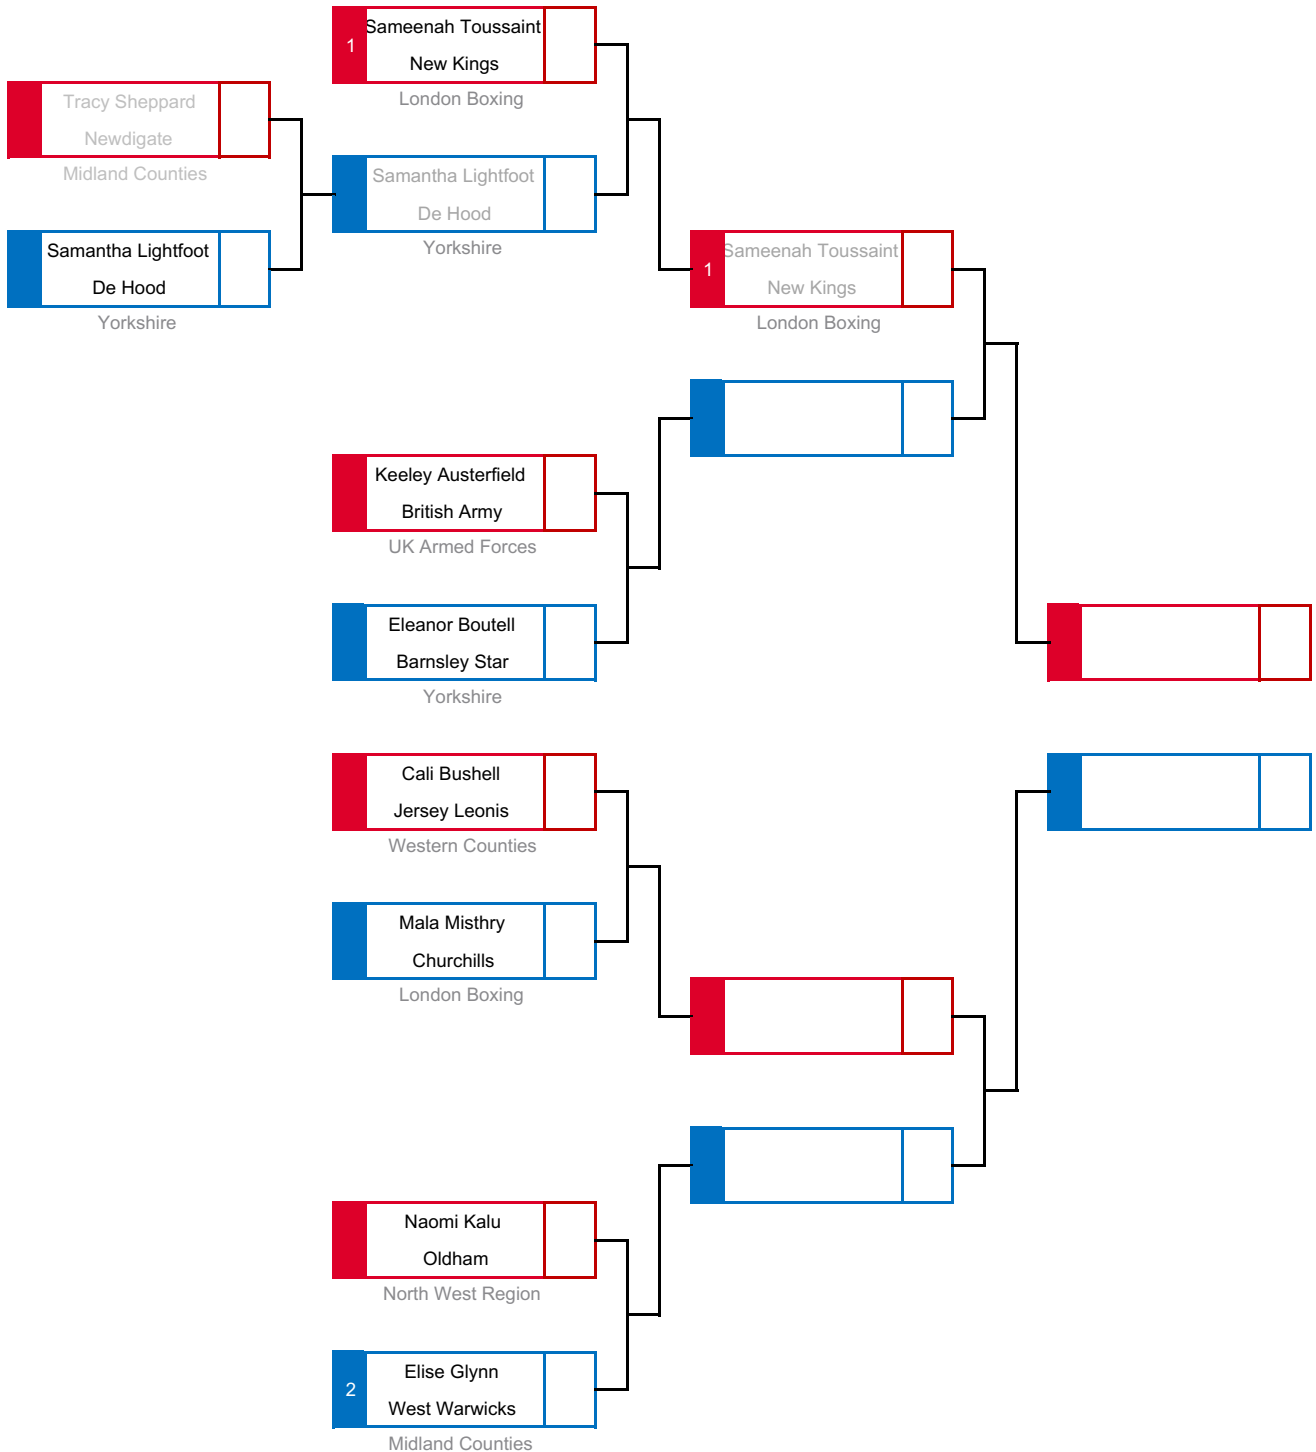 1
Sameenah Toussaint
New Kings
London Boxing
Tracy Sheppard
Newdigate
Midland Counties
Samantha Lightfoot
De Hood
Yorkshire
Samantha Lightfoot
De Hood
Yorkshire
1
Sameenah Toussaint
New Kings
London Boxing
Keeley Austerfield
British Army
UK Armed Forces
Eleanor Boutell
Barnsley Star
Yorkshire
Cali Bushell
Jersey Leonis
Western Counties
Mala Misthry
Churchills
London Boxing
Naomi Kalu
Oldham
North West Region
2
Elise Glynn
West Warwicks
Midland Counties